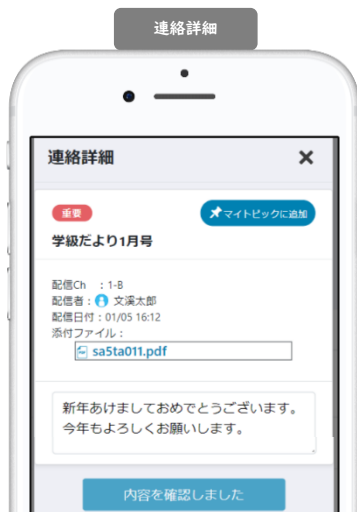 連絡詳細
連絡詳細
重要
マイトピックに追加
学級だより1月号
配信Ch ：1-B
配信者： 文溪太郎
配信日付：01/05 16:12
添付ファイル：
sa5ta011.pdf
新年あけましておめでとうございます。
今年もよろしくお願いします。
内容を確認しました